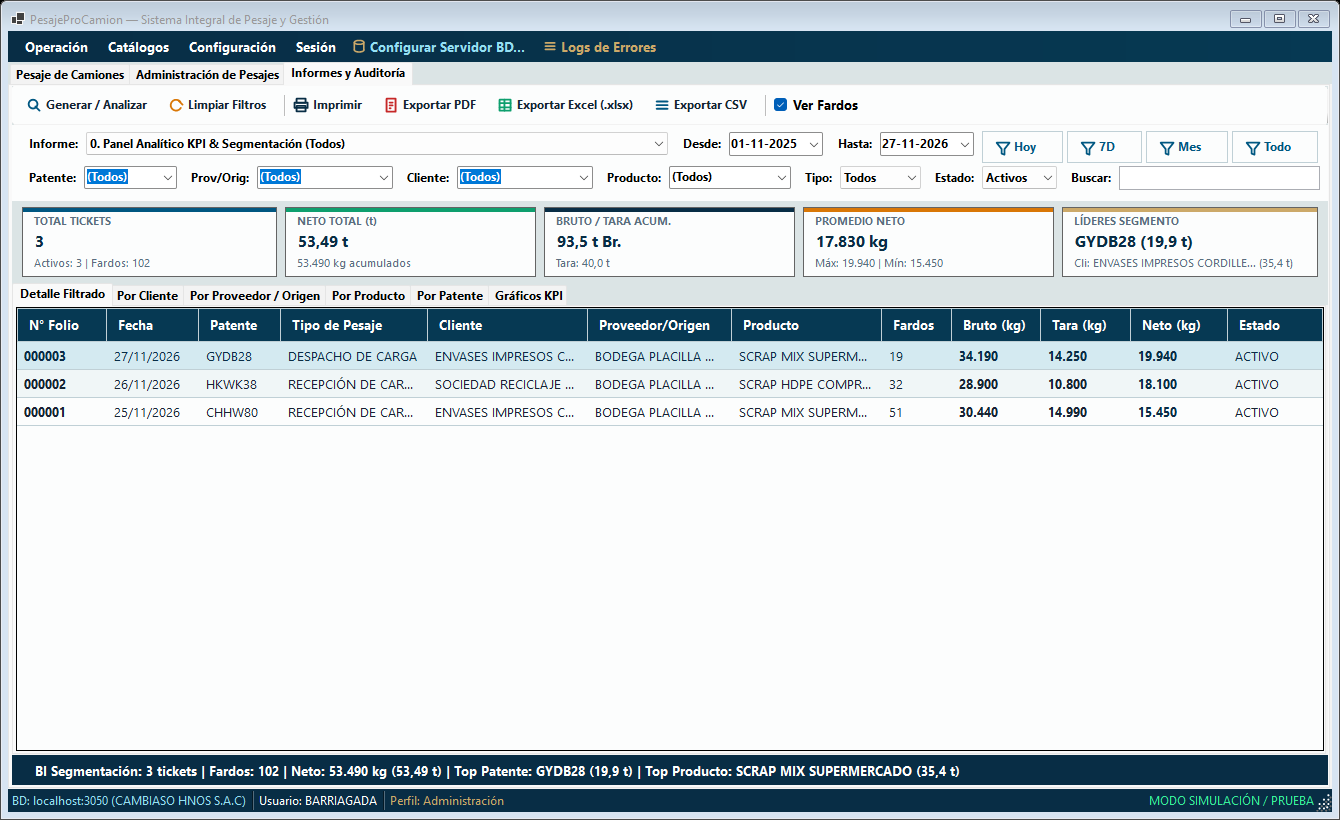 PesajeProCamion — Sistema Integral de Pesaje y Gestión
Operación Catálogos Configuración Sesión Configurar Servidor BD... Logs de Errores
Pesaje de Camiones Administración de Pesajes Informes y Auditoría
Generar / Analizar Limpiar Filtros Imprimir Exportar PDF Exportar Excel (.xlsx) Exportar CSV Ver Fardos
Informe: 0. Panel Analítico KPI & Segmentación (Todos) Desde: 01-11-2025 Hasta: 27-11-2026 Hoy 7D Mes Todo
Patente: (Todos) Prov/Orig: (Todos) Cliente: (Todos) Producto: (Todos) Tipo: Todos Estado: Activos Buscar:
TOTAL TICKETS NETO TOTAL (t) BRUTO / TARA ACUM. PROMEDIO NETO LÍDERES SEGMENTO
3 53,49 t 93,5 t Br. 17.830 kg GYDB28 (19,9 t)
Activos: 3 | Fardos: 102 53.490 kg acumulados Tara: 40,0 t Máx: 19.940 | Mín: 15.450 Cli: ENVASES IMPRESOS CORDILLE... (35,4 t)
Detalle Filtrado Por Cliente Por Proveedor / Origen Por Producto Por Patente Gráficos KPI
N° Folio Fecha Patente Tipo de Pesaje Cliente Proveedor/Origen Producto Fardos Bruto (kg) Tara (kg) Neto (kg) Estado
000003 27/11/2026 GYDB28 DESPACHO DE CARGA ENVASES IMPRESOS C... BODEGA PLACILLA ... SCRAP MIX SUPERM... 19 34.190 14.250 19.940 ACTIVO
000002 26/11/2026 HKWK38 RECEPCIÓN DE CAR... SOCIEDAD RECICLAJE ... BODEGA PLACILLA ... SCRAP HDPE COMPR... 32 28.900 10.800 18.100 ACTIVO
000001 25/11/2026 CHHW80 RECEPCIÓN DE CAR... ENVASES IMPRESOS C... BODEGA PLACILLA ... SCRAP MIX SUPERM... 51 30.440 14.990 15.450 ACTIVO
BI Segmentación: 3 tickets | Fardos: 102 | Neto: 53.490 kg (53,49 t) | Top Patente: GYDB28 (19,9 t) | Top Producto: SCRAP MIX SUPERMERCADO (35,4 t)
BD: localhost:3050 (CAMBIASO HNOS S.A.C) Usuario: BARRIAGADA Perfil: Administración MODO SIMULACIÓN / PRUEBA